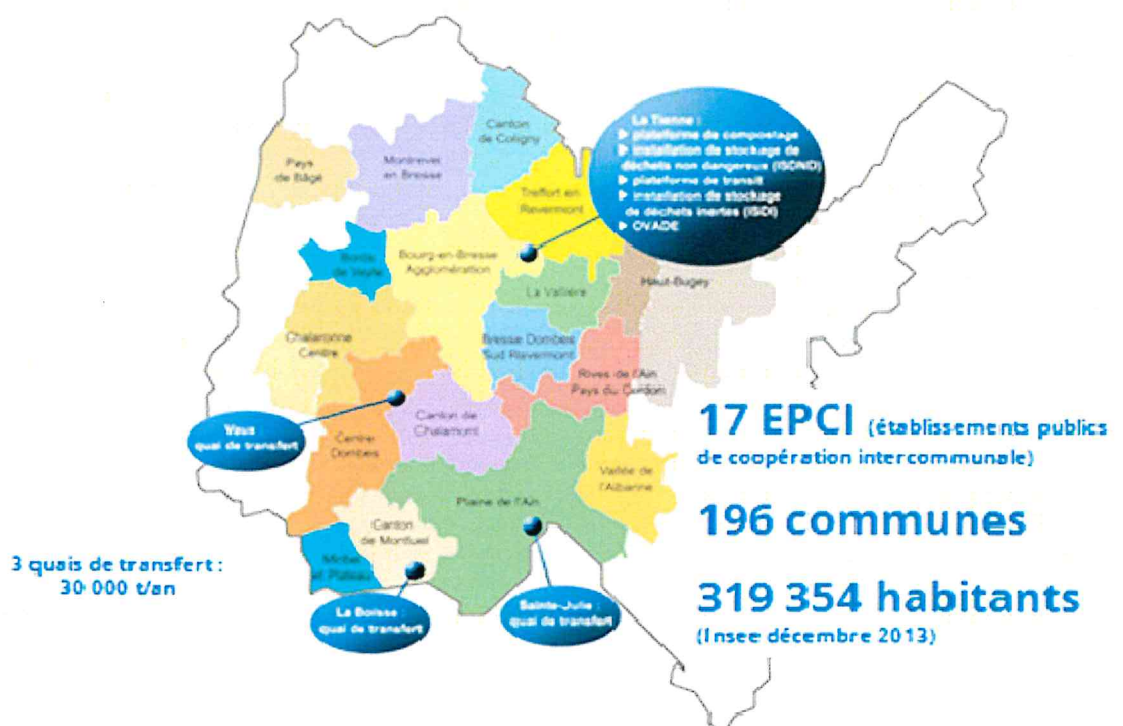 Canton
de Coligny
La Tienne :
▶ plateforme de compostage
▶ installation de stockage de
déchets non dangereux (ISDND)
▶ plateforme de transit
▶ installation de stockage
de déchets inertes (ISDI)
▶ OVADE
Pays
de Bâgé
Montrevel
en Bresse
Treffort en
Revermont
Bords
de Veyle
Bourg-en-Bresse
Agglomération
Haut-Bugey
La Vallière
Chalaronne
Centre
Bresse Dombes
Sud Revermont
Rives de l'Ain
Pays du Cerdon
quai de transfert
Centre
Dombes
Canton de
Chalamont
17 EPCI (établissements publics
de coopération intercommunale)
Vallée de
l'Albarine
Plaine de l'Ain
196 communes
Canton
de Montluel
3 quais de transfert :
30 000 t/an
Miribel
et Plateau
La Boisse :
quai de transfert
Sainte-Julie :
quai de transfert
319 354 habitants
(Insee décembre 2013)